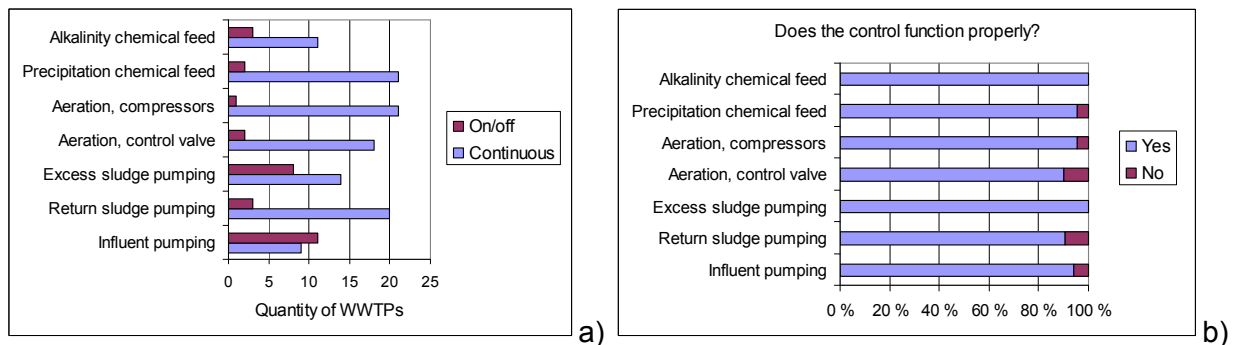 Alkalinity chemical feed
Precipitation chemical feed
Aeration, compressors
Aeration, control valve
Excess sludge pumping
Return sludge pumping
Influent pumping
0 5 10 15 20 25
Quantity of WWTPs
On/off
Continuous
a)
Does the control function properly?
Alkalinity chemical feed
Precipitation chemical feed
Aeration, compressors
Aeration, control valve
Excess sludge pumping
Return sludge pumping
Influent pumping
0 % 20 % 40 % 60 % 80 % 100 %
Yes
No
b)